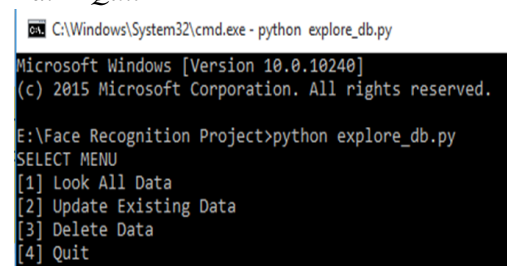 C:\Windows\System32\cmd.exe - python explore_db.py
Microsoft Windows [Version 10.0.10240]
(c) 2015 Microsoft Corporation. All rights reserved.
E:\Face Recognition Project>python explore_db.py
SELECT MENU
[1] Look All Data
[2] Update Existing Data
[3] Delete Data
[4] Quit